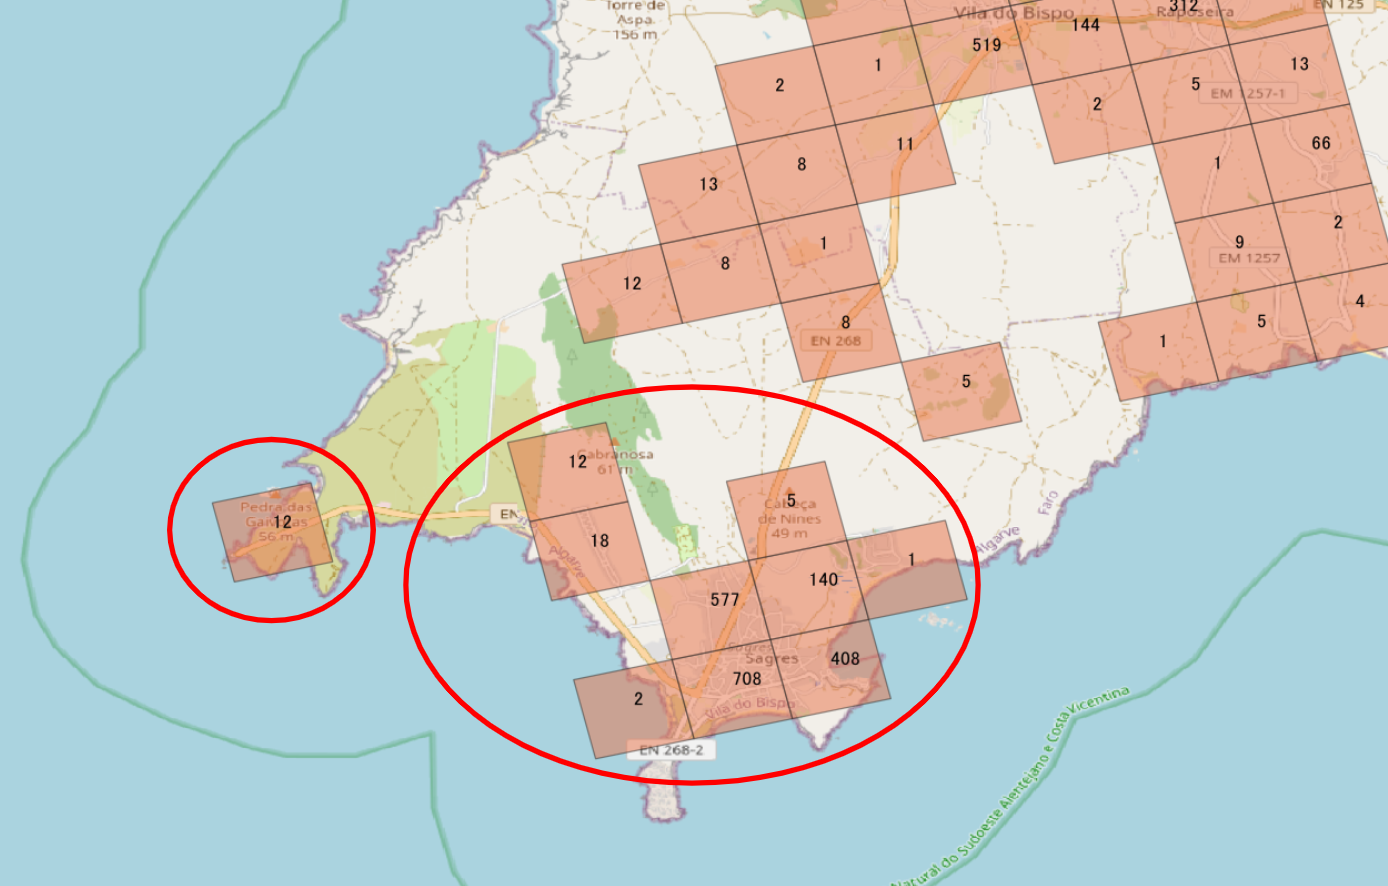 Torre de
Aspa
156 m
Vila do Bispo
312
Raposeira
EN 125
144
519
1
2
13
5
EM 1257-1
2
11
66
8
13
1
2
1
9
EM 1257
8
12
4
8
5
EN 268
1
5
Cabranosa
12
61 m
5
Cabeça
de Nines
49 m
Pedra das
Gaivotas
12
56 m
EN
18
Algarve
Algarve
Faro
1
140
577
Sagres
Sagres
408
708
2
Vila do Bispo
EN 268-2
Natural do Sudoeste Alentejano e Costa Vicentina